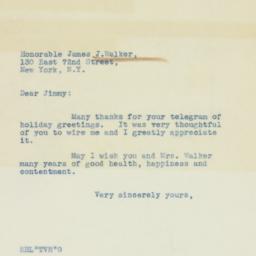 Honorable James J.Walker,
130 East 72nd Street,
New York, N.Y.
Dear Jimmy:
Many thanks for your telegram of
holiday greetings. It was very thoughtful
of you to wire me and I greatly appreciate
it.
May I wish you and Mrs. Walker
many years of good health, happiness and
contentment.
Very sincerely yours,